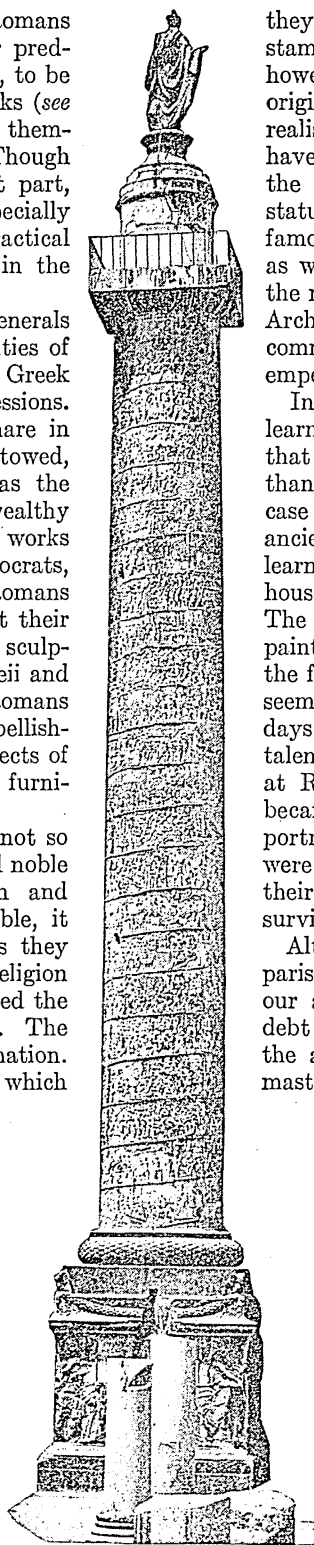 omans
pred-
, to be
ks (see
them-
Though
t part,
pecially
ractical
in the
enerals
ties of
Greek
essions.
hare in
towed,
as the
wealthy
works
ocrats,
omans
t their
sculp-
eii and
omans
bellish-
ects of
furni-
not so
l noble
and
ble, it
s they
eligion
ed the
. The
nation.
which
they
stam
howe
origi
realis
have
the
statu
famo
as w
the r
Arch
comm
empe
In
learn
that
than
case
ancie
learn
hous
The
paint
the f
seem
days
talen
at R
becar
portr
were
their
survi
Alt
paris
our a
debt
the a
mast